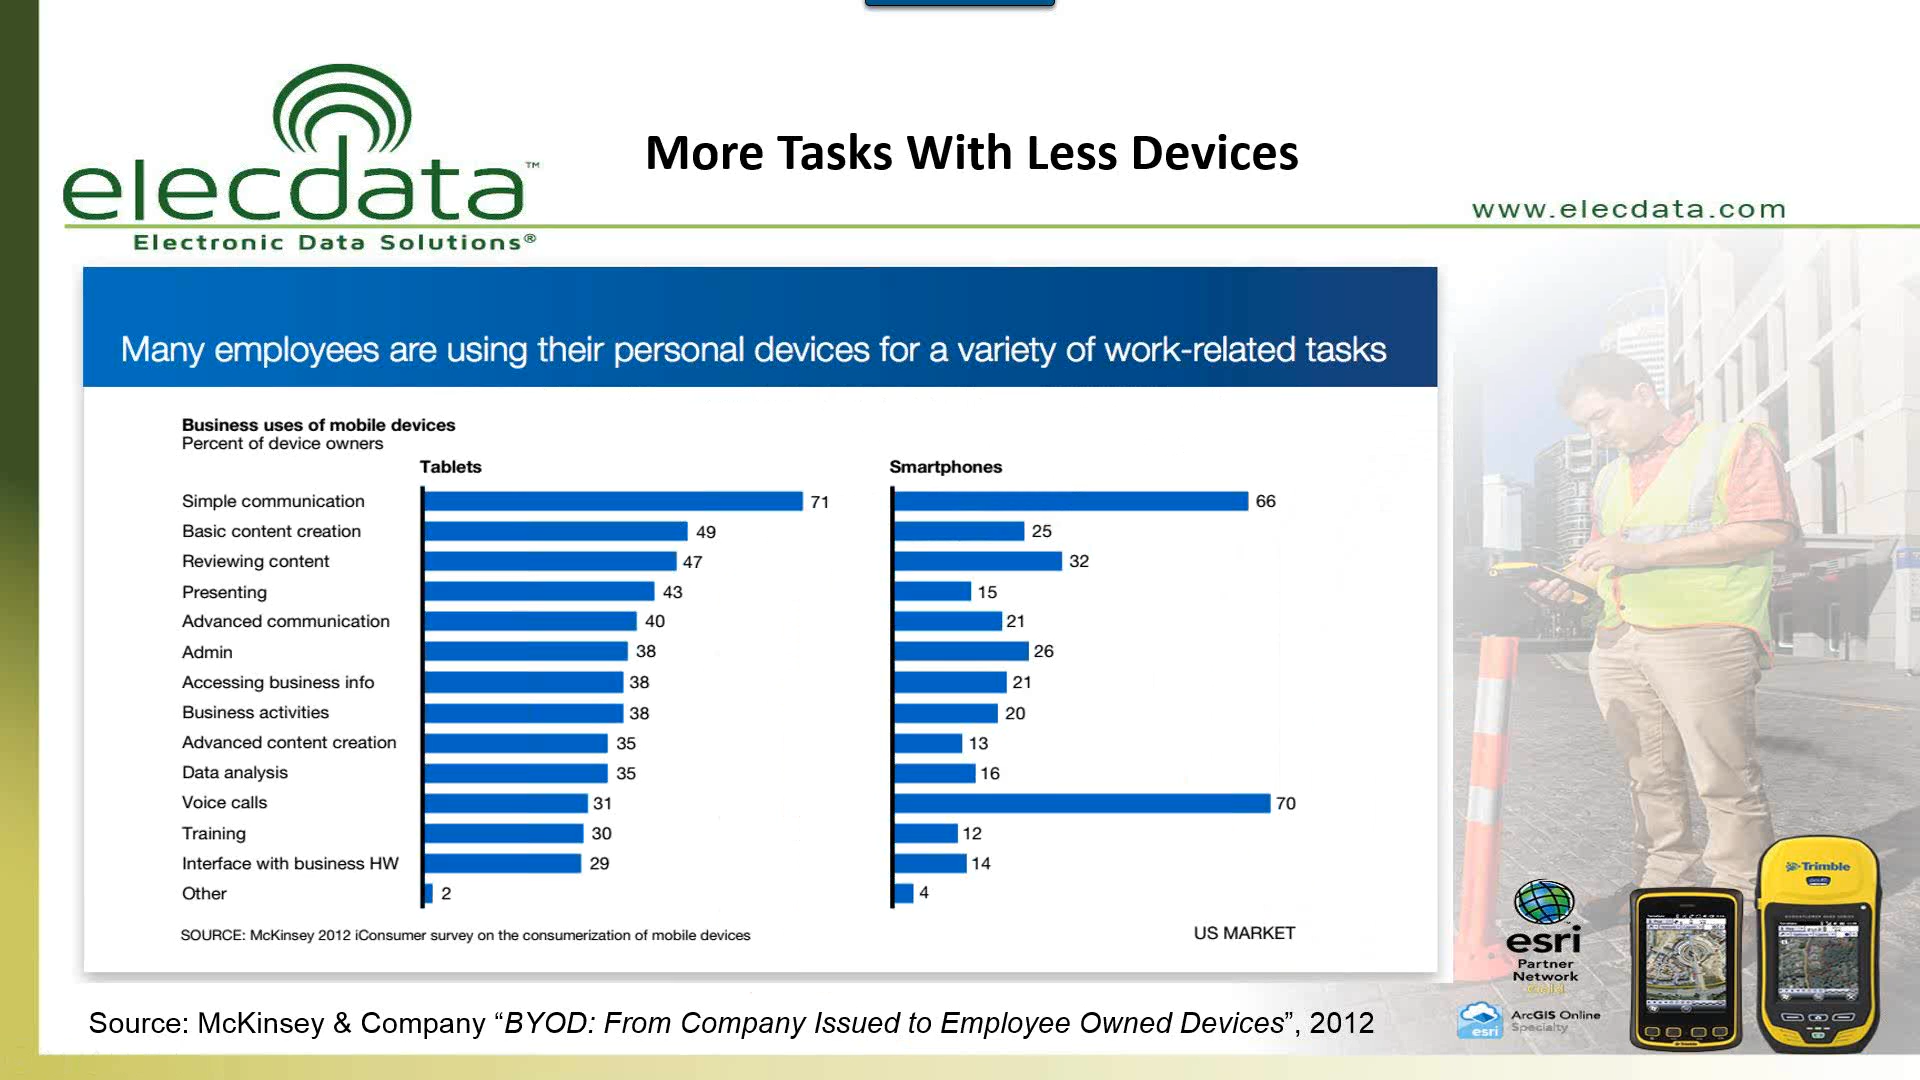 elecdata™
Electronic Data Solutions®
More Tasks With Less Devices
www.elecdata.com
Many employees are using their personal devices for a variety of work-related tasks
Business uses of mobile devices
Percent of device owners
Tablets Smartphones
Simple communication 71 66
Basic content creation 49 25
Reviewing content 47 32
Presenting 43 15
Advanced communication 40 21
Admin 38 26
Accessing business info 38 21
Business activities 38 20
Advanced content creation 35 13
Data analysis 35 16
Voice calls 31 70
Training 30 12
Interface with business HW 29 14
Other 2 4
SOURCE: McKinsey 2012 iConsumer survey on the consumerization of mobile devices
US MARKET
Source: McKinsey & Company “BYOD: From Company Issued to Employee Owned Devices”, 2012
esri
Partner
Network
Gold
esri
ArcGIS Online
Specialty
Trimble
Trimble